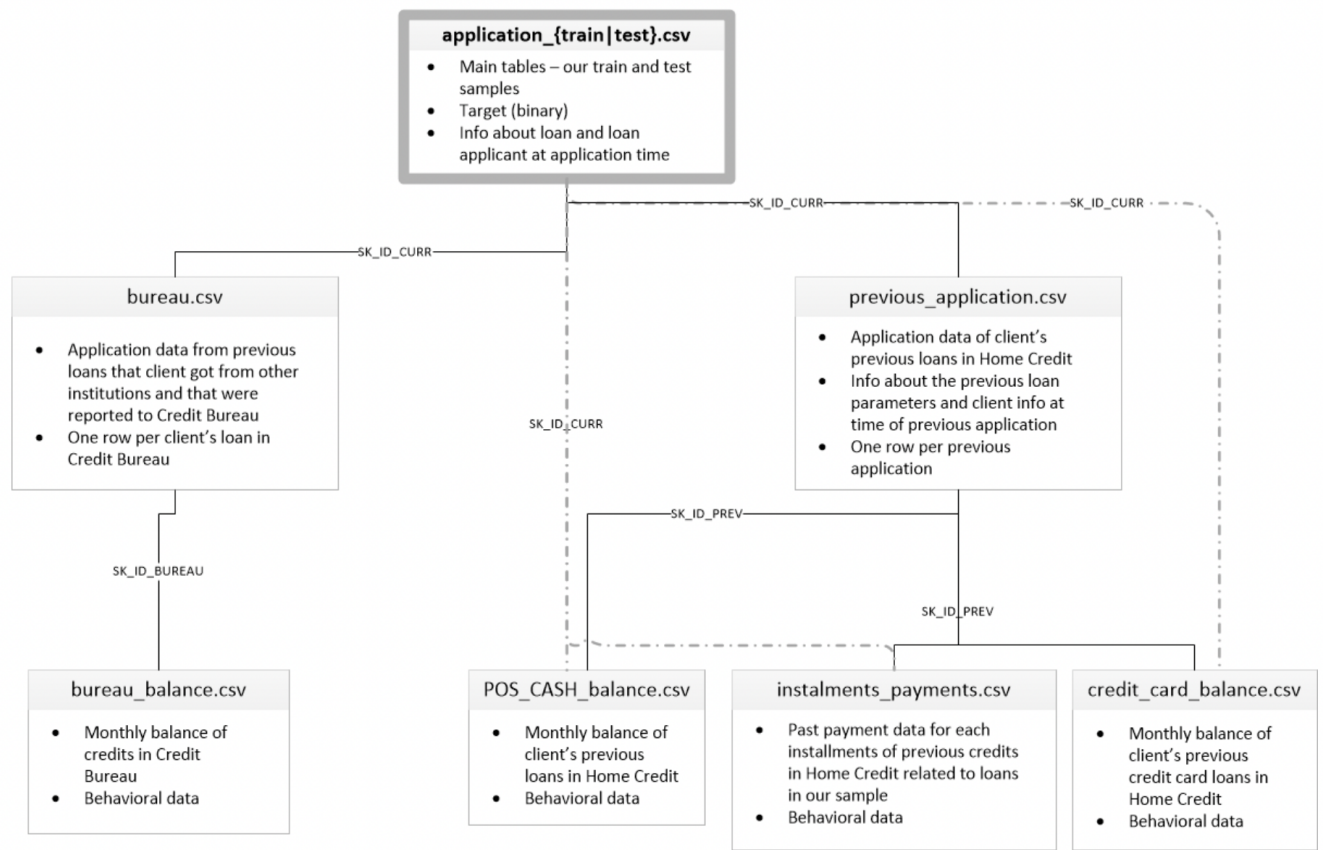 application_{train|test}.csv
• Main tables – our train and test
samples
• Target (binary)
• Info about loan and loan
applicant at application time
SK_ID_CURR
SK_ID_CURR
SK_ID_CURR
bureau.csv
• Application data from previous
loans that client got from other
institutions and that were
reported to Credit Bureau
• One row per client's loan in
Credit Bureau
previous_application.csv
• Application data of client's
previous loans in Home Credit
• Info about the previous loan
parameters and client info at
time of previous application
• One row per previous
application
SK_ID_CURR
SK_ID_PREV
SK_ID_BUREAU
SK_ID_PREV
bureau_balance.csv
• Monthly balance of
credits in Credit
Bureau
• Behavioral data
POS_CASH_balance.csv
• Monthly balance of
client's previous
loans in Home Credit
• Behavioral data
instalments_payments.csv
• Past payment data for each
installments of previous credits
in Home Credit related to loans
in our sample
• Behavioral data
credit_card_balance.csv
• Monthly balance of
client's previous
credit card loans in
Home Credit
• Behavioral data